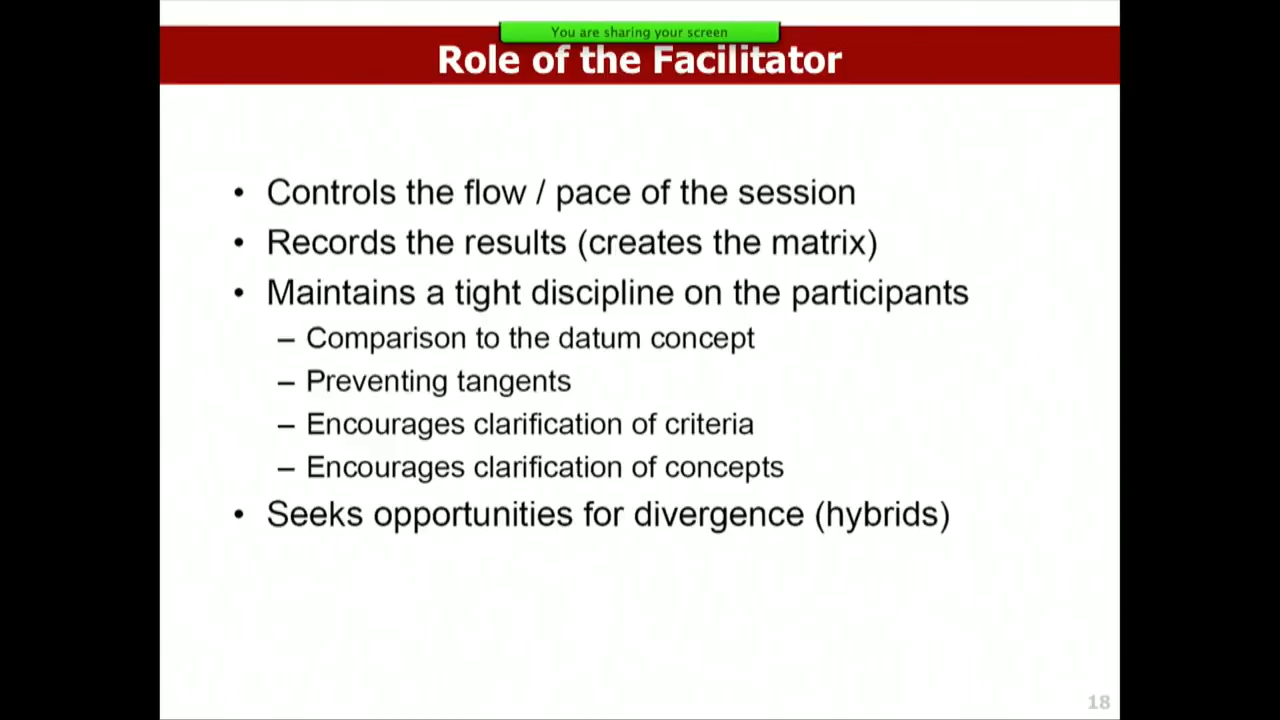 You are sharing your screen
Role of the Facilitator
• Controls the flow / pace of the session
• Records the results (creates the matrix)
• Maintains a tight discipline on the participants
– Comparison to the datum concept
– Preventing tangents
– Encourages clarification of criteria
– Encourages clarification of concepts
• Seeks opportunities for divergence (hybrids)
18